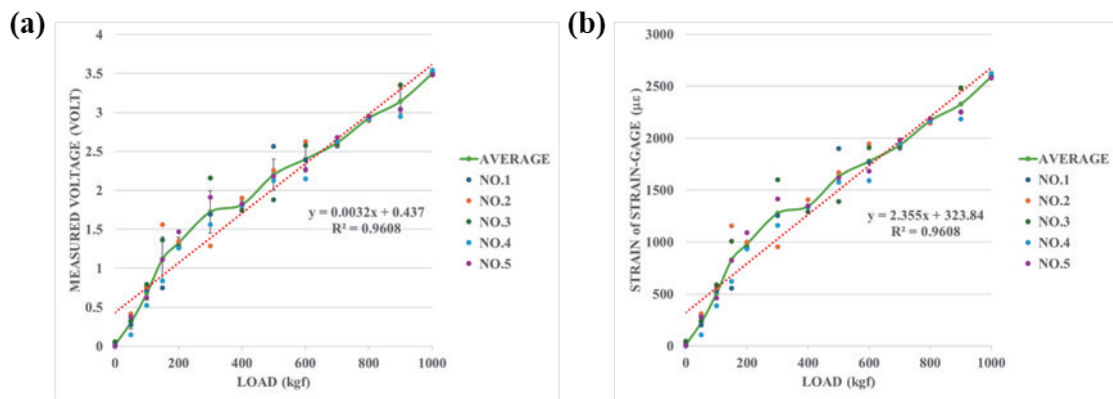 (a)
MEASURED VOLTAGE (VOLT)
4
3.5
3
2.5
2
1.5
1
0.5
0
0 200 400 600 800 1000
LOAD (kgf)
y = 0.0032x + 0.437
R² = 0.9608
AVERAGE
NO.1
NO.2
NO.3
NO.4
NO.5
(b)
STRAIN of STRAIN-GAGE (με)
3000
2500
2000
1500
1000
500
0
0 200 400 600 800 1000
LOAD (kgf)
y = 2.355x + 323.84
R² = 0.9608
AVERAGE
NO.1
NO.2
NO.3
NO.4
NO.5